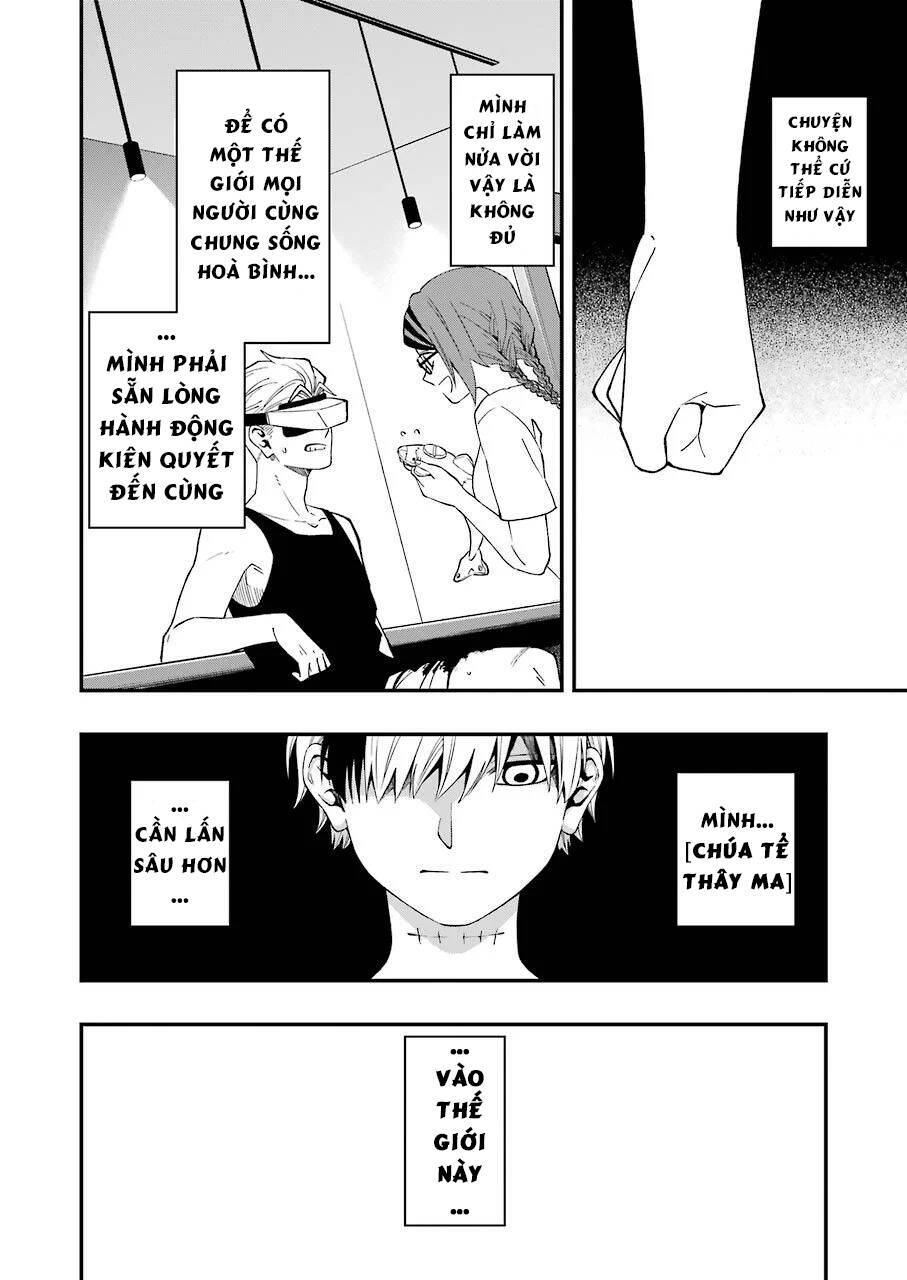 CHUYỆN
KHÔNG
THỂ CỨ
TIẾP DIỄN
NHƯ VẬY
MÌNH
CHỈ LÀM
NỬA VỜI
VẬY LÀ
KHÔNG
ĐỦ
ĐỂ CÓ
MỘT THẾ
GIỚI MỌI
NGƯỜI CÙNG
CHUNG SỐNG
HOÀ BÌNH...
...
MÌNH PHẢI
SẴN LÒNG
HÀNH ĐỘNG
KIÊN QUYẾT
ĐẾN CÙNG
MÌNH...
[CHÚA TỂ
THÂY MA]
...
CẦN LẤN
SÂU HƠN
...
...
VÀO
THẾ
GIỚI
NÀY
...